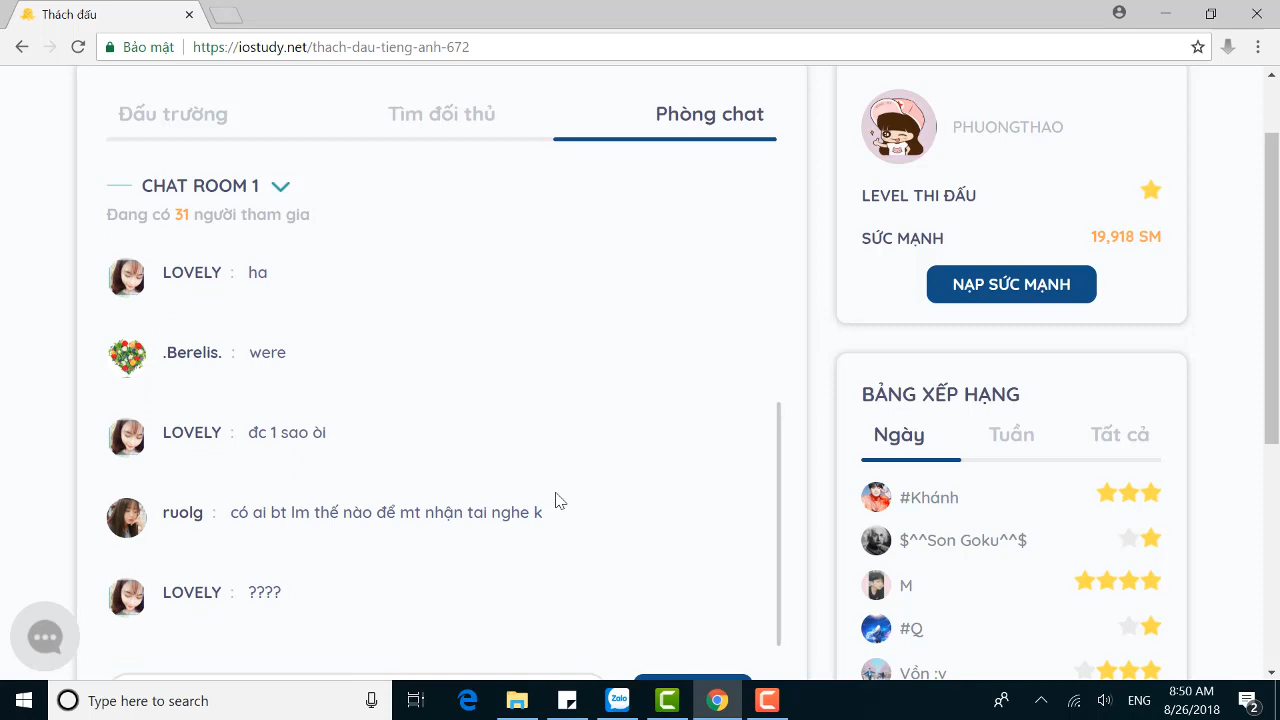 Thách đấu
Bảo mật
https://iostudy.net/thach-dau-tieng-anh-672
Đấu trường
Tìm đối thủ
Phòng chat
CHAT ROOM 1
Đang có 31 người tham gia
LOVELY : ha
.Berelis. : were
LOVELY : đc 1 sao òi
ruolg : có ai bt lm thế nào để mt nhận tai nghe k
LOVELY : ????
PHUONGTHAO
LEVEL THI ĐẤU
SỨC MẠNH 19,918 SM
NẠP SỨC MẠNH
BẢNG XẾP HẠNG
Ngày Tuần Tất cả
#Khánh
$^^Son Goku^^$
M
#Q
Vồn :v
Type here to search
Zalo
ENG
8:50 AM
8/26/2018
2